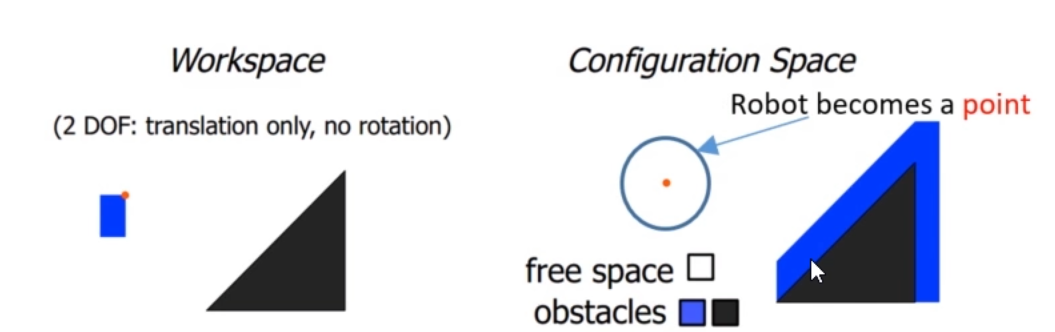 Workspace
(2 DOF: translation only, no rotation)
Configuration Space
Robot becomes a point
free space
obstacles